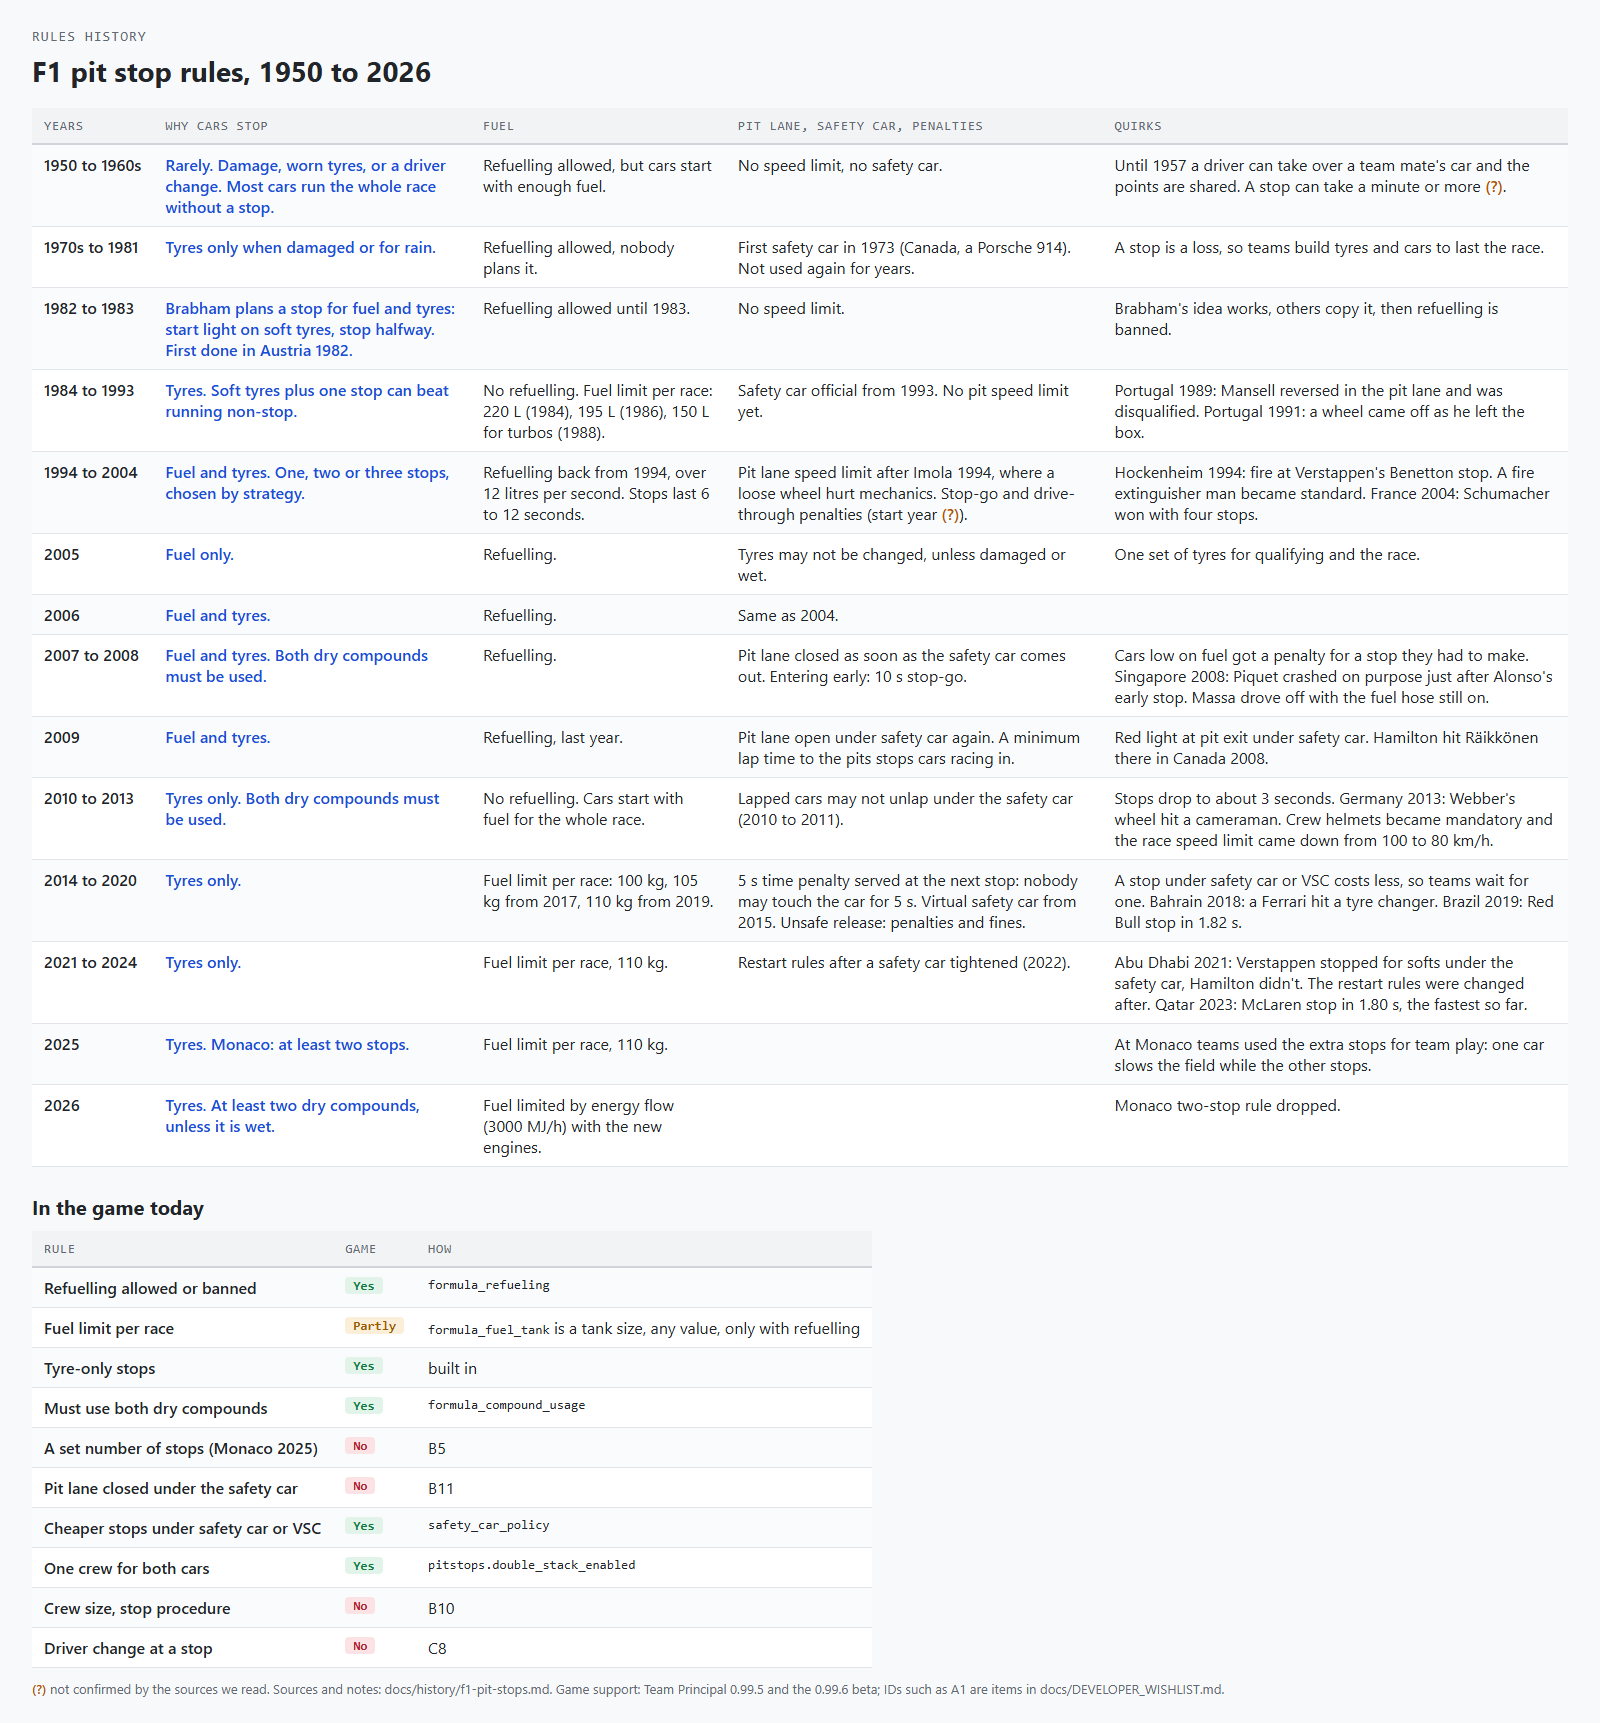 RULES HISTORY
F1 pit stop rules, 1950 to 2026
YEARS WHY CARS STOP FUEL PIT LANE, SAFETY CAR, PENALTIES QUIRKS
1950 to 1960s Rarely. Damage, worn tyres, or a driver Refuelling allowed, but cars start No speed limit, no safety car. Until 1957 a driver can take over a team mate's car and the
change. Most cars run the whole race with enough fuel. points are shared. A stop can take a minute or more (?).
without a stop.
1970s to 1981 Tyres only when damaged or for rain. Refuelling allowed, nobody First safety car in 1973 (Canada, a Porsche 914). A stop is a loss, so teams build tyres and cars to last the race.
plans it. Not used again for years.
1982 to 1983 Brabham plans a stop for fuel and tyres: Refuelling allowed until 1983. No speed limit. Brabham's idea works, others copy it, then refuelling is
start light on soft tyres, stop halfway. banned.
First done in Austria 1982.
1984 to 1993 Tyres. Soft tyres plus one stop can beat No refuelling. Fuel limit per race: Safety car official from 1993. No pit speed limit Portugal 1989: Mansell reversed in the pit lane and was
running non-stop. 220 L (1984), 195 L (1986), 150 L yet. disqualified. Portugal 1991: a wheel came off as he left the
for turbos (1988). box.
1994 to 2004 Fuel and tyres. One, two or three stops, Refuelling back from 1994, over Pit lane speed limit after Imola 1994, where a Hockenheim 1994: fire at Verstappen's Benetton stop. A fire
chosen by strategy. 12 litres per second. Stops last 6 loose wheel hurt mechanics. Stop-go and drive- extinguisher man became standard. France 2004: Schumacher
to 12 seconds. through penalties (start year (?)). won with four stops.
2005 Fuel only. Refuelling. Tyres may not be changed, unless damaged or One set of tyres for qualifying and the race.
wet.
2006 Fuel and tyres. Refuelling. Same as 2004.
2007 to 2008 Fuel and tyres. Both dry compounds Refuelling. Pit lane closed as soon as the safety car comes Cars low on fuel got a penalty for a stop they had to make.
must be used. out. Entering early: 10 s stop-go. Singapore 2008: Piquet crashed on purpose just after Alonso's
early stop. Massa drove off with the fuel hose still on.
2009 Fuel and tyres. Refuelling, last year. Pit lane open under safety car again. A minimum Red light at pit exit under safety car. Hamilton hit Räikkönen
lap time to the pits stops cars racing in. there in Canada 2008.
2010 to 2013 Tyres only. Both dry compounds must No refuelling. Cars start with Lapped cars may not unlap under the safety car Stops drop to about 3 seconds. Germany 2013: Webber's
be used. fuel for the whole race. (2010 to 2011). wheel hit a cameraman. Crew helmets became mandatory and
the race speed limit came down from 100 to 80 km/h.
2014 to 2020 Tyres only. Fuel limit per race: 100 kg, 105 5 s time penalty served at the next stop: nobody A stop under safety car or VSC costs less, so teams wait for
kg from 2017, 110 kg from 2019. may touch the car for 5 s. Virtual safety car from one. Bahrain 2018: a Ferrari hit a tyre changer. Brazil 2019: Red
2015. Unsafe release: penalties and fines. Bull stop in 1.82 s.
2021 to 2024 Tyres only. Fuel limit per race, 110 kg. Restart rules after a safety car tightened (2022). Abu Dhabi 2021: Verstappen stopped for softs under the
safety car, Hamilton didn't. The restart rules were changed
after. Qatar 2023: McLaren stop in 1.80 s, the fastest so far.
2025 Tyres. Monaco: at least two stops. Fuel limit per race, 110 kg. At Monaco teams used the extra stops for team play: one car
slows the field while the other stops.
2026 Tyres. At least two dry compounds, Fuel limited by energy flow Monaco two-stop rule dropped.
unless it is wet. (3000 MJ/h) with the new
engines.
In the game today
RULE GAME HOW
Refuelling allowed or banned Yes formula_refueling
Fuel limit per race Partly formula_fuel_tank is a tank size, any value, only with refuelling
Tyre-only stops Yes built in
Must use both dry compounds Yes formula_compound_usage
A set number of stops (Monaco 2025) No B5
Pit lane closed under the safety car No B11
Cheaper stops under safety car or VSC Yes safety_car_policy
One crew for both cars Yes pitstops.double_stack_enabled
Crew size, stop procedure No B10
Driver change at a stop No C8
(?) not confirmed by the sources we read. Sources and notes: docs/history/f1-pit-stops.md. Game support: Team Principal 0.99.5 and the 0.99.6 beta; IDs such as A1 are items in docs/DEVELOPER_WISHLIST.md.